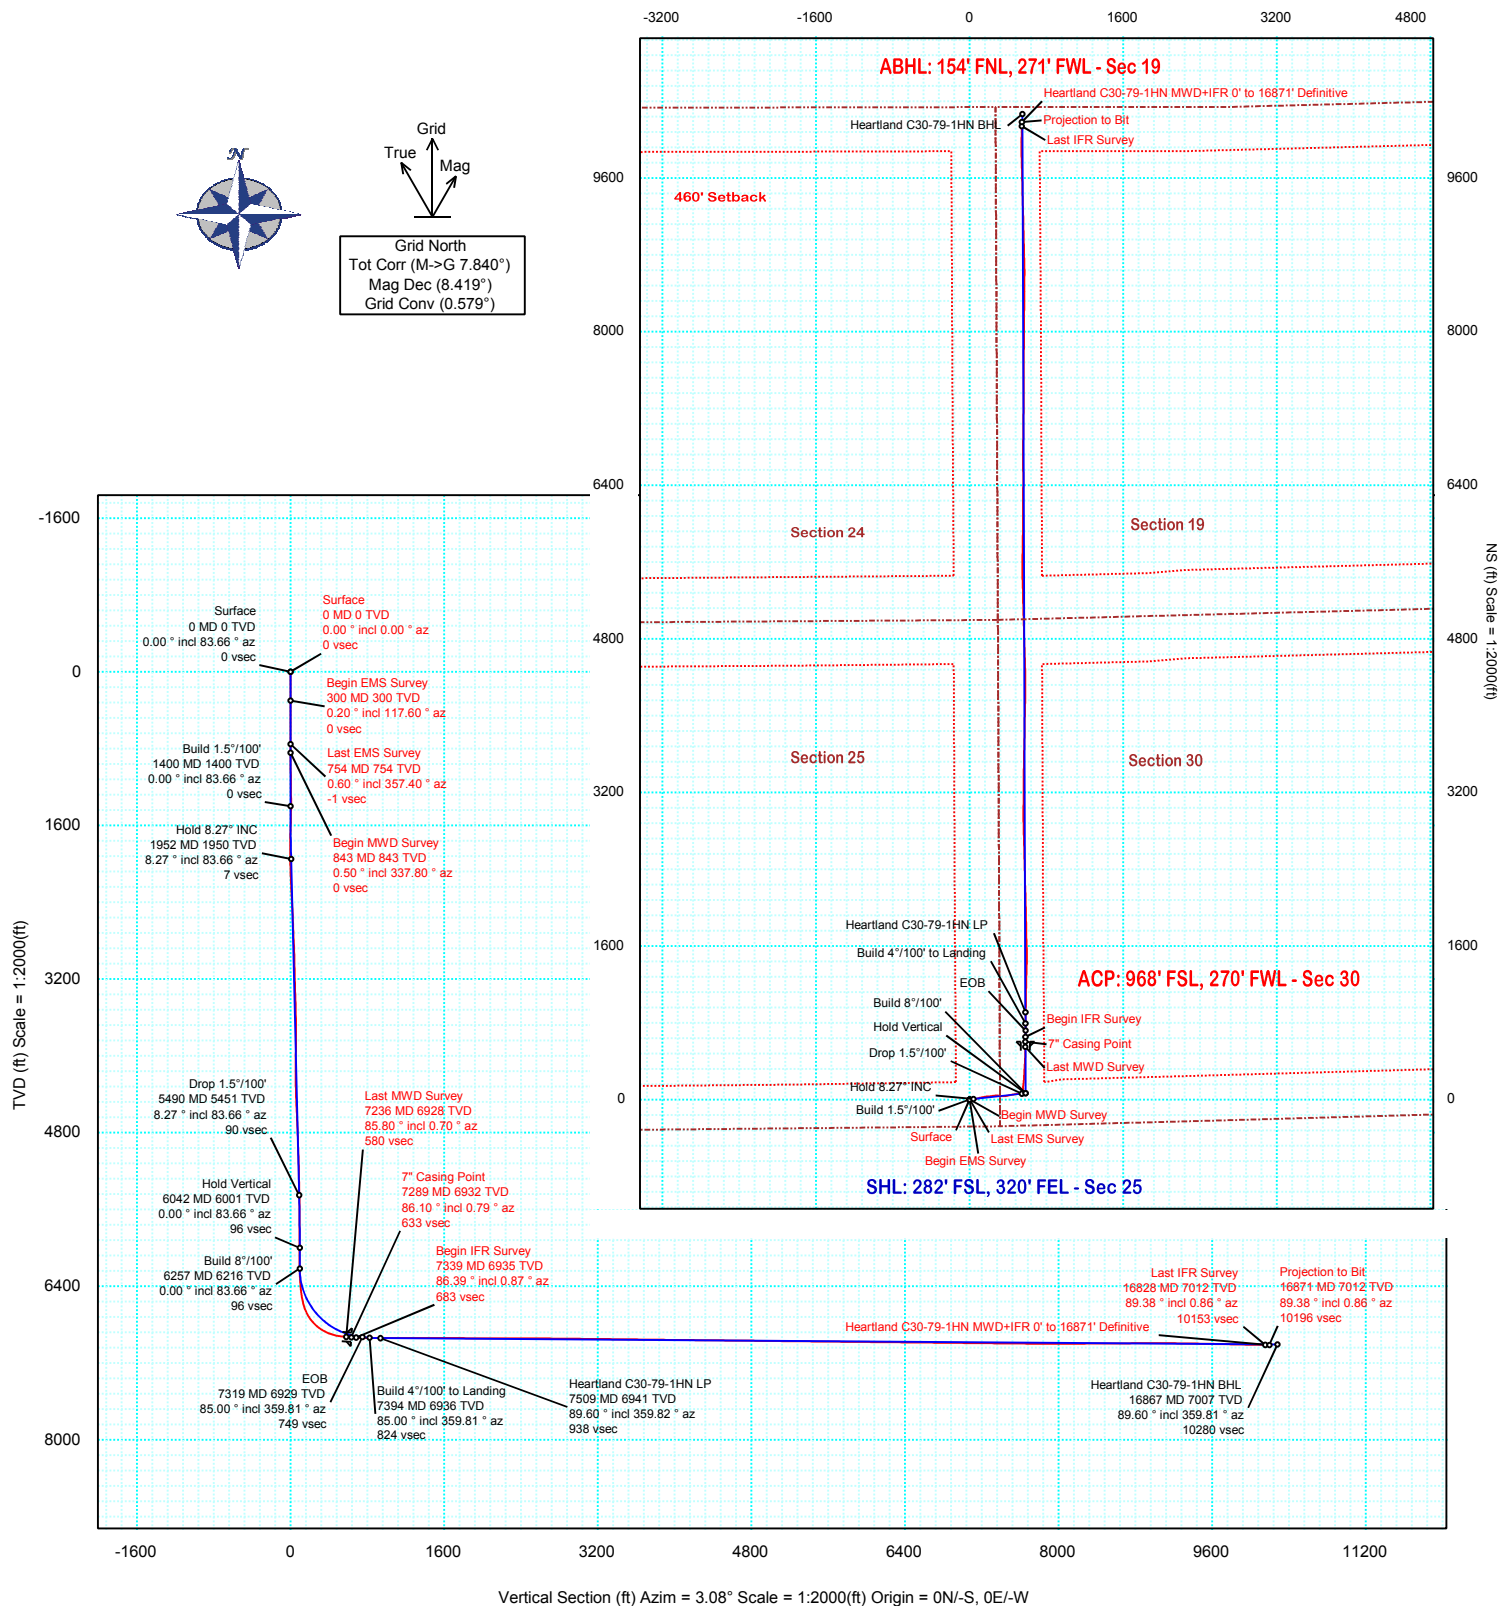 -3200 -1600 0 1600 3200 4800
ABHL: 154' FNL, 271' FWL - Sec 19
Heartland C30-79-1HN MWD+IFR 0' to 16871' Definitive
Heartland C30-79-1HN BHL
Projection to Bit
Last IFR Survey
N
Grid
True
Mag
Grid North
Tot Corr (M->G 7.840°)
Mag Dec (8.419°)
Grid Conv (0.579°)
460' Setback
9600
8000
6400
4800
3200
1600
0
9600
8000
6400
4800
3200
1600
0
NS (ft) Scale = 1:2000(ft)
Section 24
Section 19
Section 25
Section 30
Heartland C30-79-1HN LP
Build 4°/100' to Landing
EOB
Build 8°/100'
Hold Vertical
Drop 1.5°/100'
Hold 8.27° INC
Build 1.5°/100'
Surface
Begin EMS Survey
ACP: 968' FSL, 270' FWL - Sec 30
Begin IFR Survey
7" Casing Point
Last MWD Survey
Begin MWD Survey
Last EMS Survey
SHL: 282' FSL, 320' FEL - Sec 25
-1600
0
1600
3200
4800
6400
8000
TVD (ft) Scale = 1:2000(ft)
Surface
0 MD 0 TVD
0.00 ° incl 83.66 ° az
0 vsec
Surface
0 MD 0 TVD
0.00 ° incl 0.00 ° az
0 vsec
Begin EMS Survey
300 MD 300 TVD
0.20 ° incl 117.60 ° az
0 vsec
Build 1.5°/100'
1400 MD 1400 TVD
0.00 ° incl 83.66 ° az
0 vsec
Last EMS Survey
754 MD 754 TVD
0.60 ° incl 357.40 ° az
-1 vsec
Hold 8.27° INC
1952 MD 1950 TVD
8.27 ° incl 83.66 ° az
7 vsec
Begin MWD Survey
843 MD 843 TVD
0.50 ° incl 337.80 ° az
0 vsec
Drop 1.5°/100'
5490 MD 5451 TVD
8.27 ° incl 83.66 ° az
90 vsec
Last MWD Survey
7236 MD 6928 TVD
85.80 ° incl 0.70 ° az
580 vsec
Hold Vertical
6042 MD 6001 TVD
0.00 ° incl 83.66 ° az
96 vsec
7" Casing Point
7289 MD 6932 TVD
86.10 ° incl 0.79 ° az
633 vsec
Build 8°/100'
6257 MD 6216 TVD
0.00 ° incl 83.66 ° az
96 vsec
Begin IFR Survey
7339 MD 6935 TVD
86.39 ° incl 0.87 ° az
683 vsec
Last IFR Survey
16828 MD 7012 TVD
89.38 ° incl 0.86 ° az
10153 vsec
Projection to Bit
16871 MD 7012 TVD
89.38 ° incl 0.86 ° az
10196 vsec
Heartland C30-79-1HN MWD+IFR 0' to 16871' Definitive
EOB
7319 MD 6929 TVD
85.00 ° incl 359.81 ° az
749 vsec
Build 4°/100' to Landing
7394 MD 6936 TVD
85.00 ° incl 359.81 ° az
824 vsec
Heartland C30-79-1HN LP
7509 MD 6941 TVD
89.60 ° incl 359.82 ° az
938 vsec
Heartland C30-79-1HN BHL
16867 MD 7007 TVD
89.60 ° incl 359.81 ° az
10280 vsec
-1600 0 1600 3200 4800 6400 8000 9600 11200
Vertical Section (ft) Azim = 3.08° Scale = 1:2000(ft) Origin = 0N/-S, 0E/-W